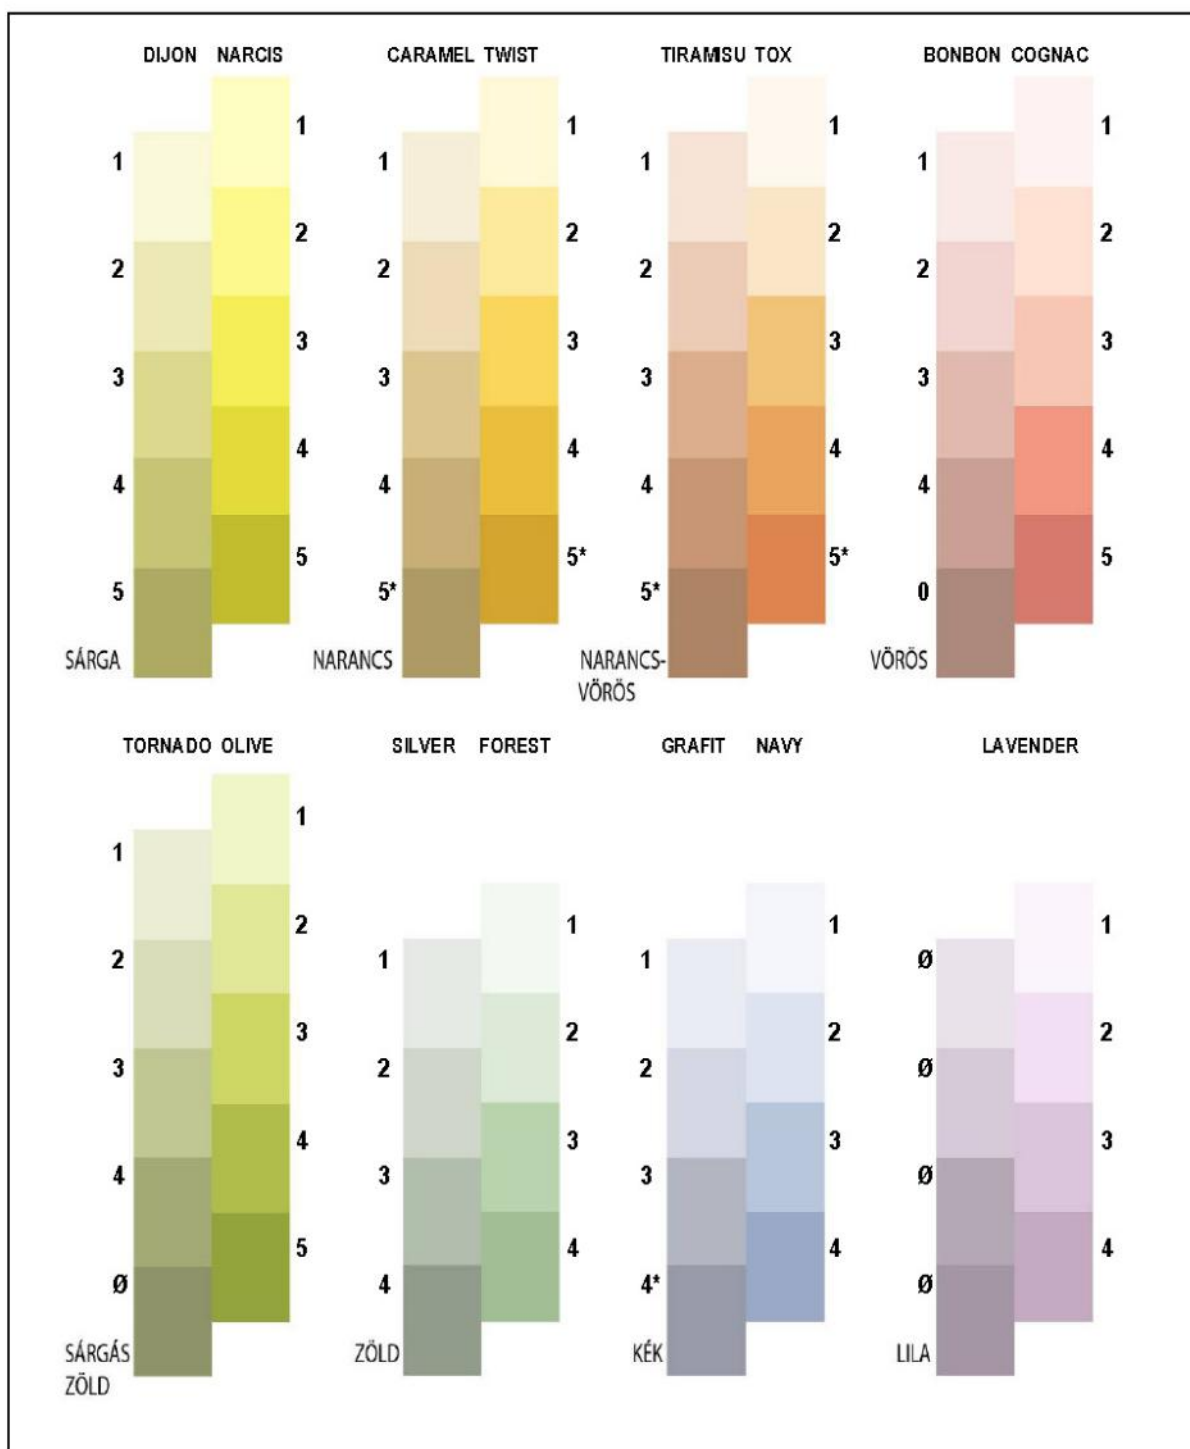 DIJON NARCIS CARAMEL TWIST TIRAMISU TOX BONBON COGNAC
1 1 1 1
1 1 1 1
2 2 2 2
2 2 2 2
3 3 3 3
3 3 3 3
4 4 4 4
4 4 4 4
5 5* 5* 5
5 5* 5* 0
SÁRGA NARANCS NARANCS- VÖRÖS
VÖRÖS
TORNADO OLIVE SILVER FOREST GRAFIT NAVY LAVENDER
1
1
2 1 1 1
2 1 1 Ø
3 2 2 2
3 2 2 Ø
4 3 3 3
4 3 3 Ø
5 4 4 4
Ø 4 4* Ø
SÁRGÁS ZÖLD KÉK LILA
ZÖLD